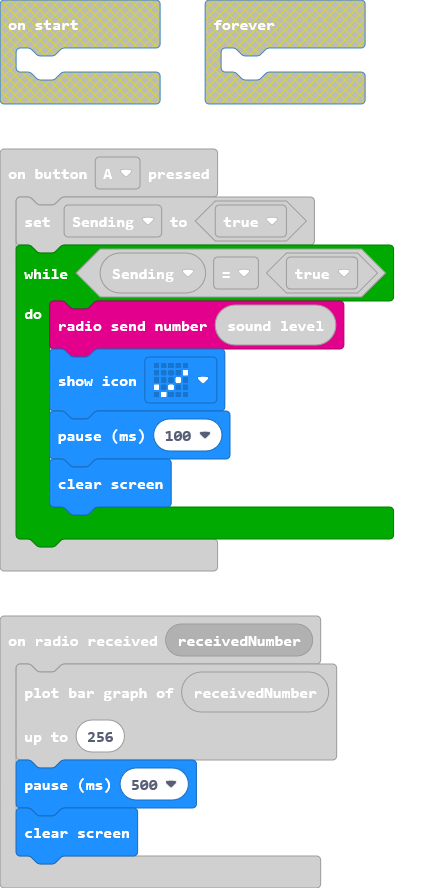 on start
forever
on button A pressed
set Sending to true
while Sending = true
do
radio send number sound level
show icon
pause (ms) 100
clear screen
on radio received receivedNumber
plot bar graph of receivedNumber
up to 256
pause (ms) 500
clear screen